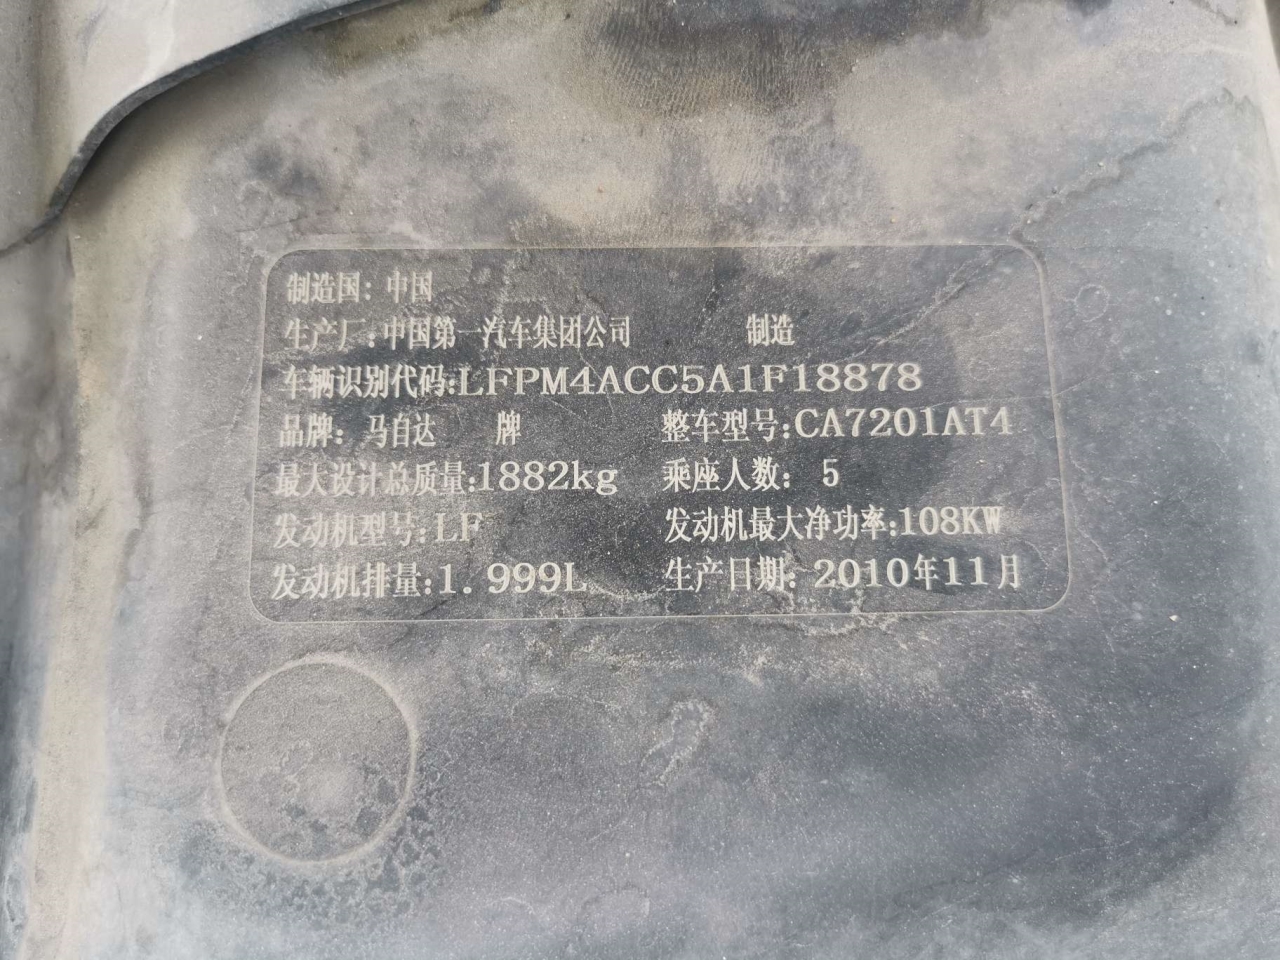 制造国：中国
生产厂：中国第一汽车集团公司 制造
车辆识别代码：LFPM4ACC5A1F18878
品牌：马自达 牌 整车型号：CA7201AT4
最大设计总质量：1882kg 乘座人数：5
发动机型号：LF 发动机最大净功率：108KW
发动机排量：1.999L 生产日期：2010年11月